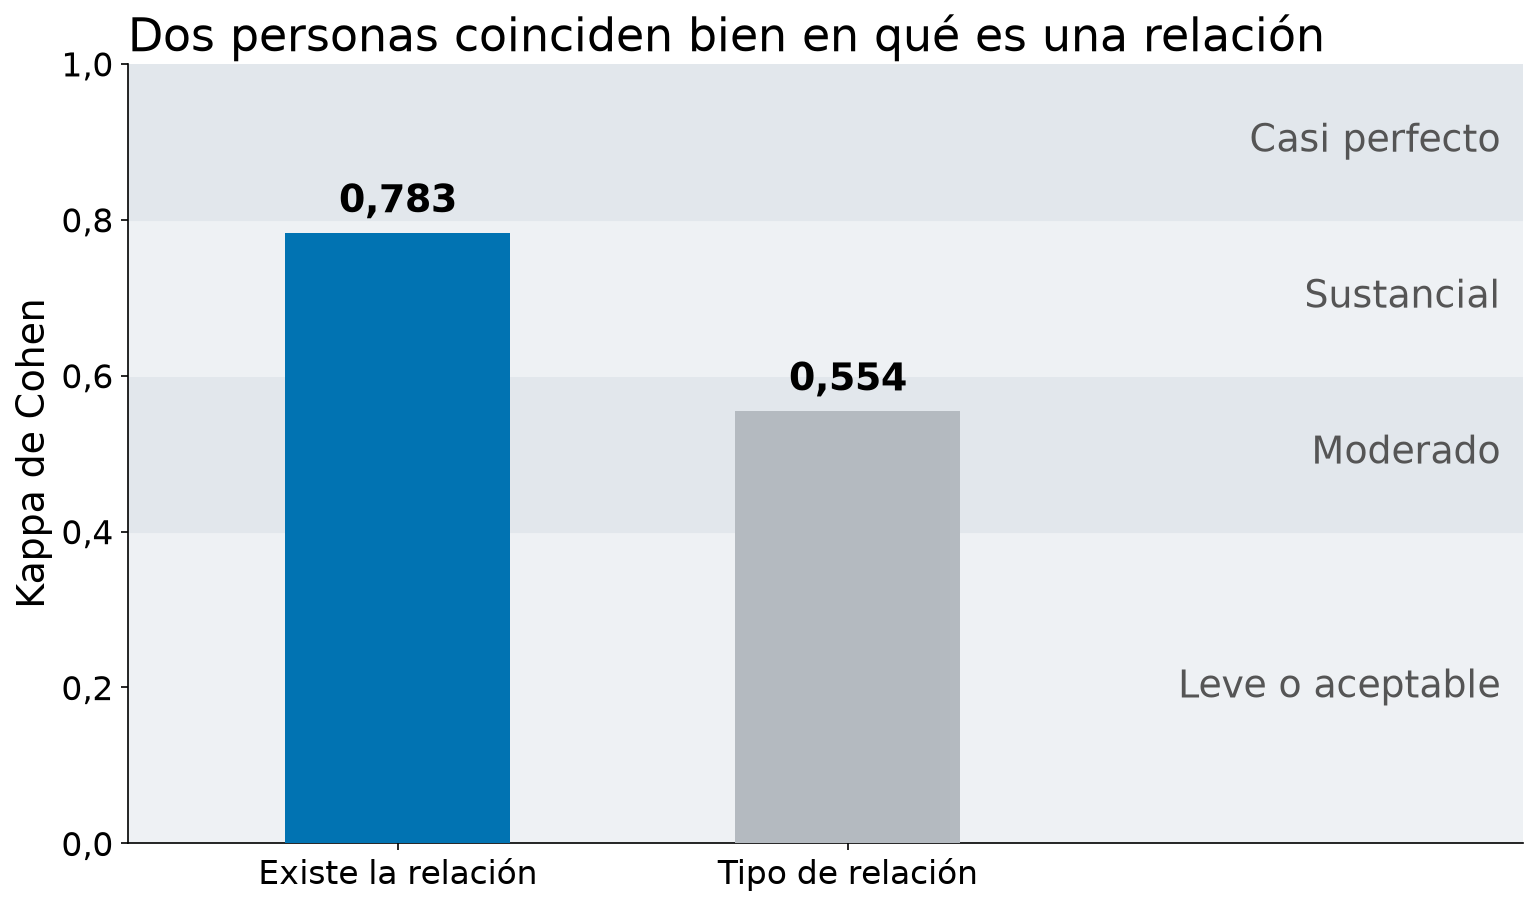 Dos personas coinciden bien en qué es una relación
Kappa de Cohen
1,0
0,8
0,6
0,4
0,2
0,0
Casi perfecto
Sustancial
Moderado
Leve o aceptable
0,783
0,554
Existe la relación
Tipo de relación